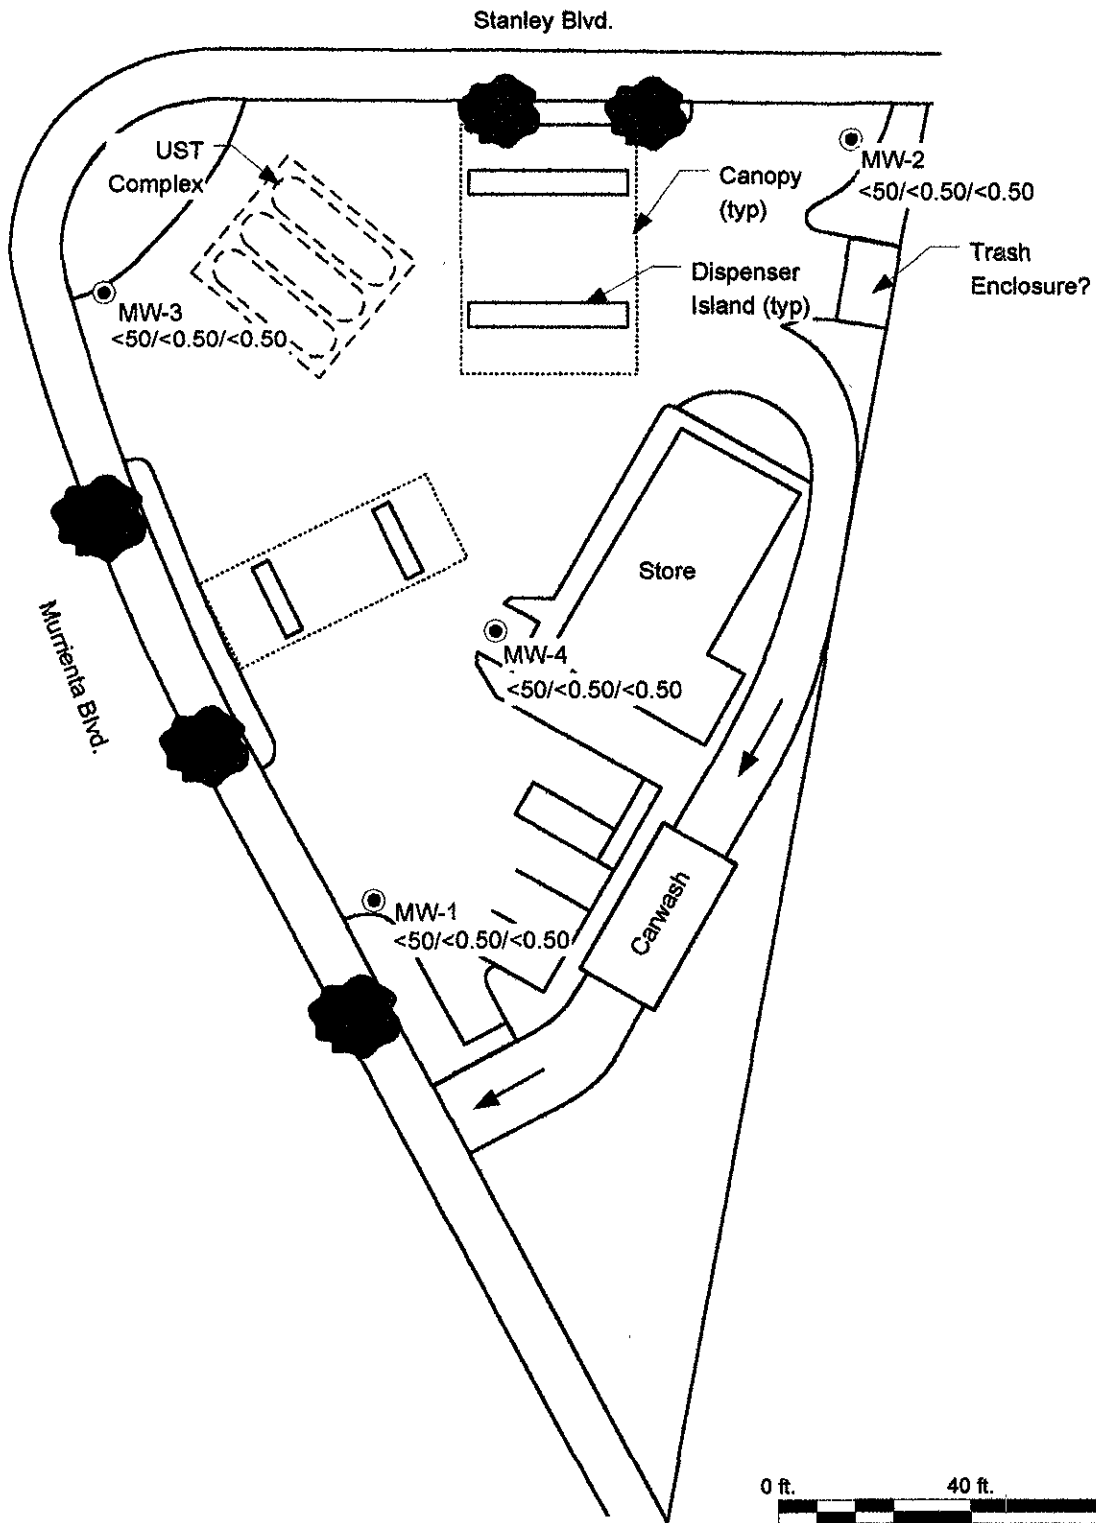 Stanley Blvd.
UST
Complex
MW-2
<50/<0.50/<0.50
Canopy
(typ)
Trash
Enclosure?
Dispenser
Island (typ)
MW-3
<50/<0.50/<0.50
Store
Murrienta Blvd.
MW-4
<50/<0.50/<0.50
MW-1
<50/<0.50/<0.50
Carwash
0 ft.
40 ft.